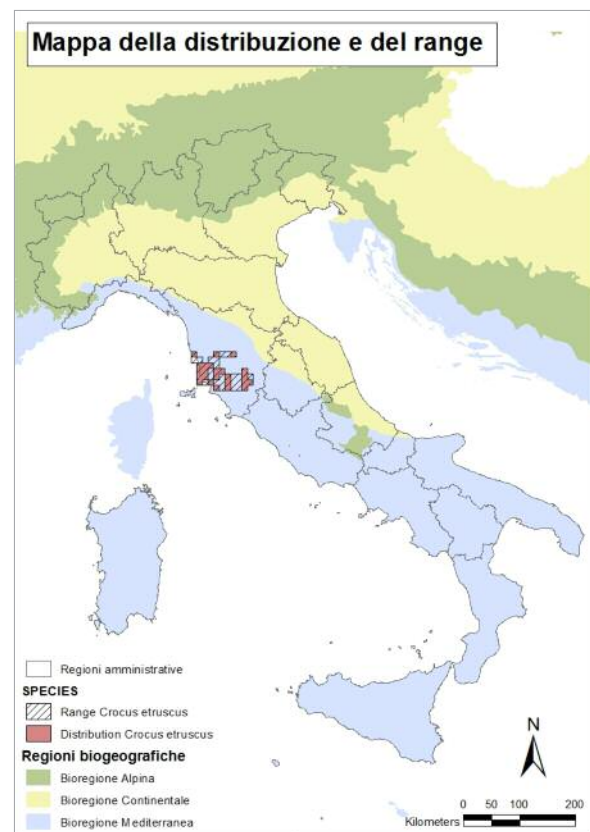 Mappa della distribuzione e del range
Regioni amministrative
SPECIES
Range Crocus etruscus
Distribution Crocus etruscus
Regioni biogeografiche
Bioregione Alpina
Bioregione Continentale
Bioregione Mediterranea
N
0 50 100 200
Kilometers